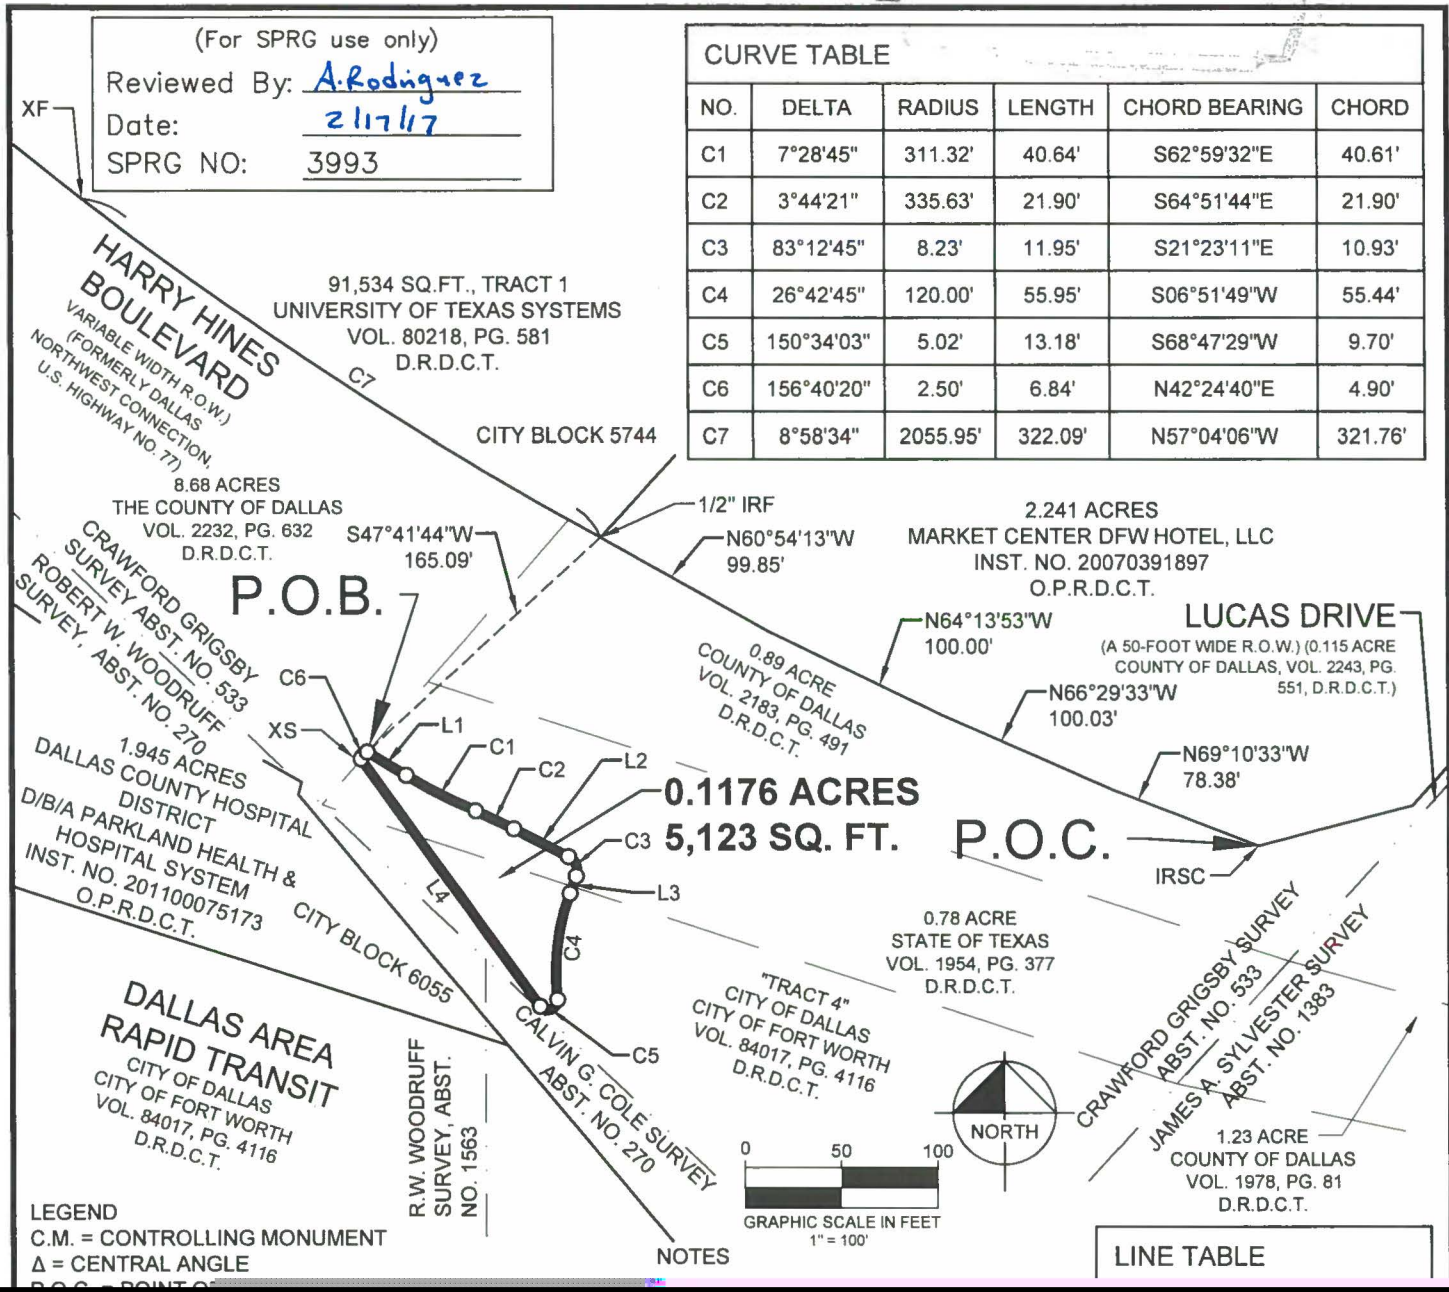 (For SPRG use only)
Reviewed By: A.Rodriguez
Date: 2/17/17
SPRG NO: 3993
XF
CURVE TABLE
NO. DELTA RADIUS LENGTH CHORD BEARING CHORD
C1 7°28'45" 311.32' 40.64' S62°59'32"E 40.61'
C2 3°44'21" 335.63' 21.90' S64°51'44"E 21.90'
C3 83°12'45" 8.23' 11.95' S21°23'11"E 10.93'
C4 26°42'45" 120.00' 55.95' S06°51'49"W 55.44'
C5 150°34'03" 5.02' 13.18' S68°47'29"W 9.70'
C6 156°40'20" 2.50' 6.84' N42°24'40"E 4.90'
C7 8°58'34" 2055.95' 322.09' N57°04'06"W 321.76'
HARRY HINES
BOULEVARD
VARIABLE WIDTH R.O.W.)
(FORMERLY DALLAS
NORTHWEST CONNECTION,
U.S. HIGHWAY NO. 77)
91,534 SQ.FT., TRACT 1
UNIVERSITY OF TEXAS SYSTEMS
VOL. 80218, PG. 581
D.R.D.C.T.
C7
CITY BLOCK 5744
8.68 ACRES
THE COUNTY OF DALLAS
VOL. 2232, PG. 632
D.R.D.C.T.
S47°41'44"W
165.09'
1/2" IRF
N60°54'13"W
99.85'
2.241 ACRES
MARKET CENTER DFW HOTEL, LLC
INST. NO. 20070391897
O.P.R.D.C.T.
P.O.B.
CRAWFORD GRIGSBY
SURVEY ABST. NO. 533
ROBERT W. WOODRUFF
SURVEY, ABST. NO. 270
N64°13'53"W
100.00'
LUCAS DRIVE
(A 50-FOOT WIDE R.O.W.) (0.115 ACRE
COUNTY OF DALLAS, VOL. 2243, PG.
551, D.R.D.C.T.)
0.89 ACRE
COUNTY OF DALLAS
VOL. 2183, PG. 491
D.R.D.C.T.
N66°29'33"W
100.03'
N69°10'33"W
78.38'
C6
XS
L1
C1
C2
L2
1.945 ACRES
DALLAS COUNTY HOSPITAL
DISTRICT
D/B/A PARKLAND HEALTH &
HOSPITAL SYSTEM
INST. NO. 201100075173
O.P.R.D.C.T.
0.1176 ACRES
5,123 SQ. FT.
P.O.C.
C3
L3
L4
C4
IRSC
CITY BLOCK 6055
0.78 ACRE
STATE OF TEXAS
VOL. 1954, PG. 377
D.R.D.C.T.
"TRACT 4"
CITY OF DALLAS
CITY OF FORT WORTH
VOL. 84017, PG. 4116
D.R.D.C.T.
CRAWFORD GRIGSBY SURVEY
ABST. NO. 533
JAMES A. SYLVESTER SURVEY
ABST. NO. 1383
DALLAS AREA
RAPID TRANSIT
CITY OF DALLAS
CITY OF FORT WORTH
VOL. 84017, PG. 4116
D.R.D.C.T.
C5
CALVIN G. COLE SURVEY
ABST. NO. 270
R.W. WOODRUFF
SURVEY, ABST.
NO. 1563
NORTH
0 50 100
GRAPHIC SCALE IN FEET
1" = 100'
1.23 ACRE
COUNTY OF DALLAS
VOL. 1978, PG. 81
D.R.D.C.T.
LEGEND
C.M. = CONTROLLING MONUMENT
Δ = CENTRAL ANGLE
P.O.C. = POINT OF
NOTES
LINE TABLE